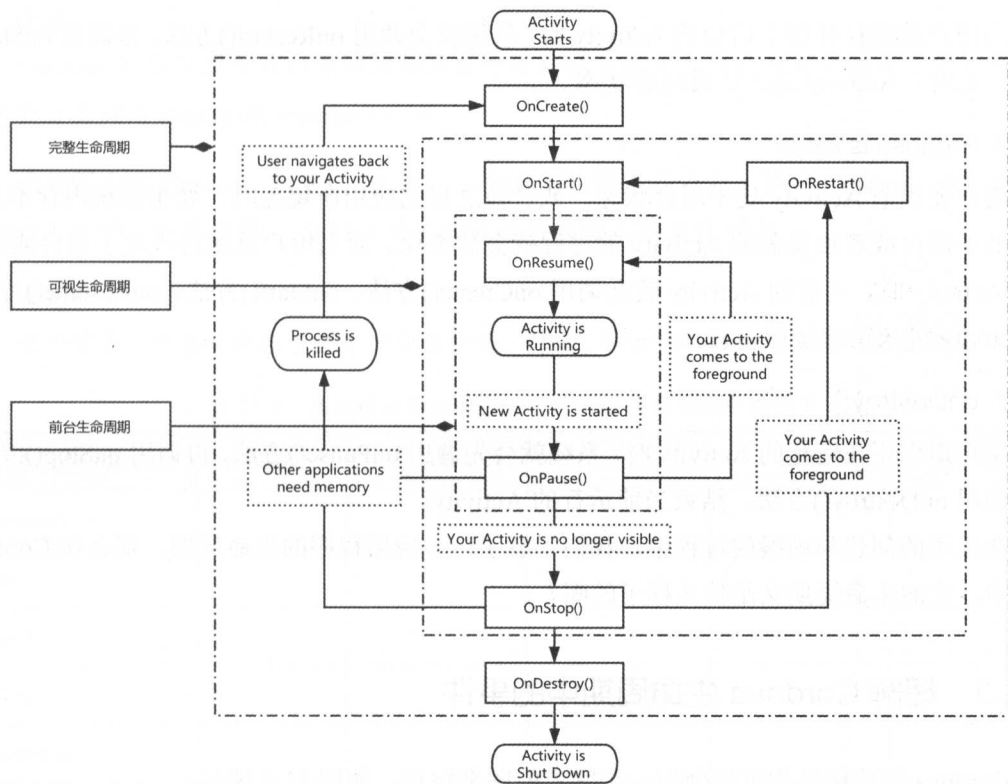 Activity
Starts
OnCreate()
完整生命周期
User navigates back
to your Activity
OnStart()
OnRestart()
可视生命周期
OnResume()
Process is
killed
Activity is
Running
Your Activity
comes to the
foreground
前台生命周期
New Activity is started
Other applications
need memory
OnPause()
Your Activity
comes to the
foreground
Your Activity is no longer visible
OnStop()
OnDestroy()
Activity is
Shut Down